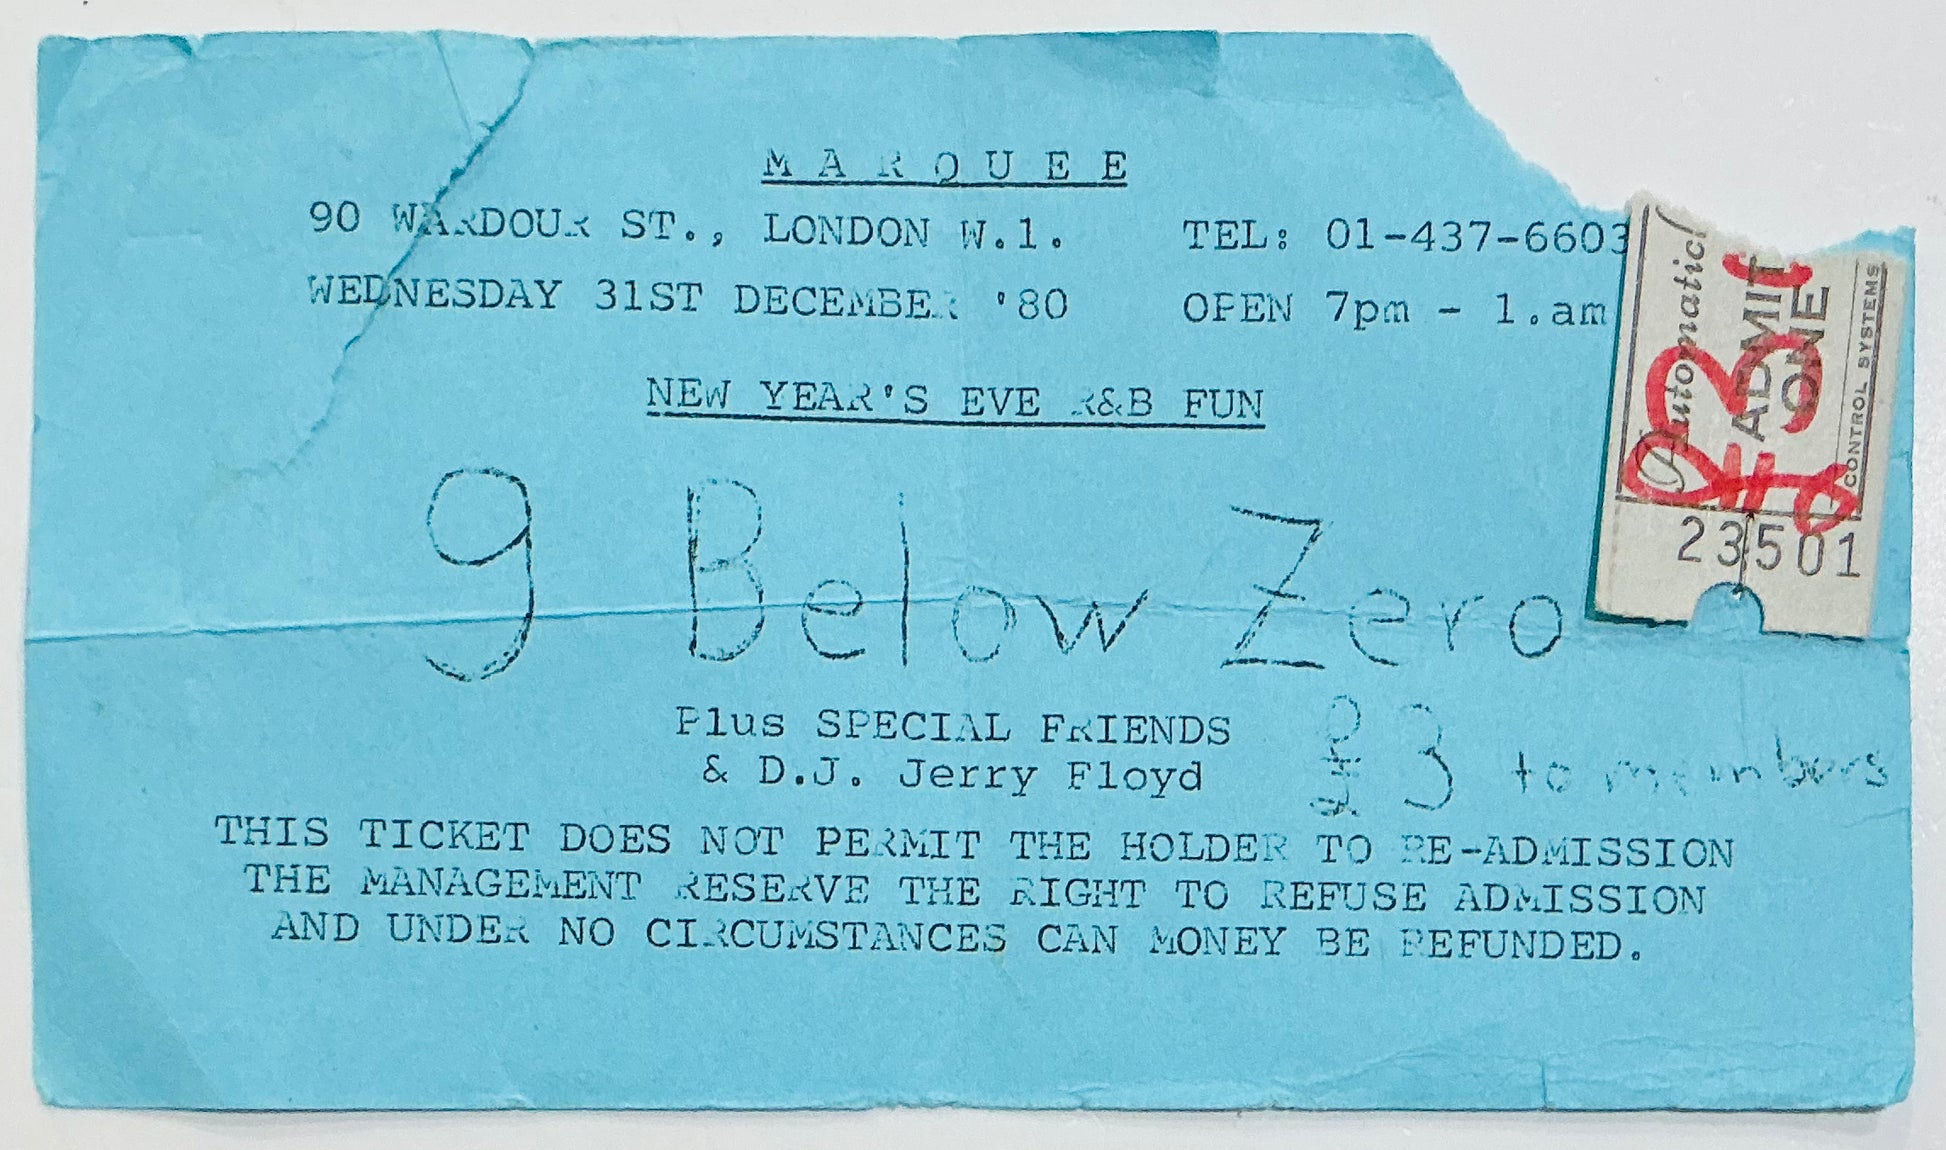 MARQUEE
90 WARDOUR ST., LONDON W.1. TEL: 01-437-6603
WEDNESDAY 31ST DECEMBER '80 OPEN 7pm - 1.am
NEW YEAR'S EVE R&B FUN
9 Below Zero
Plus SPECIAL FRIENDS
& D.J. Jerry Floyd
£3 to members
THIS TICKET DOES NOT PERMIT THE HOLDER TO RE-ADMISSION
THE MANAGEMENT RESERVE THE RIGHT TO REFUSE ADMISSION
AND UNDER NO CIRCUMSTANCES CAN MONEY BE REFUNDED.
Automatic
ADMIT
ONE
CONTROL SYSTEMS
23501